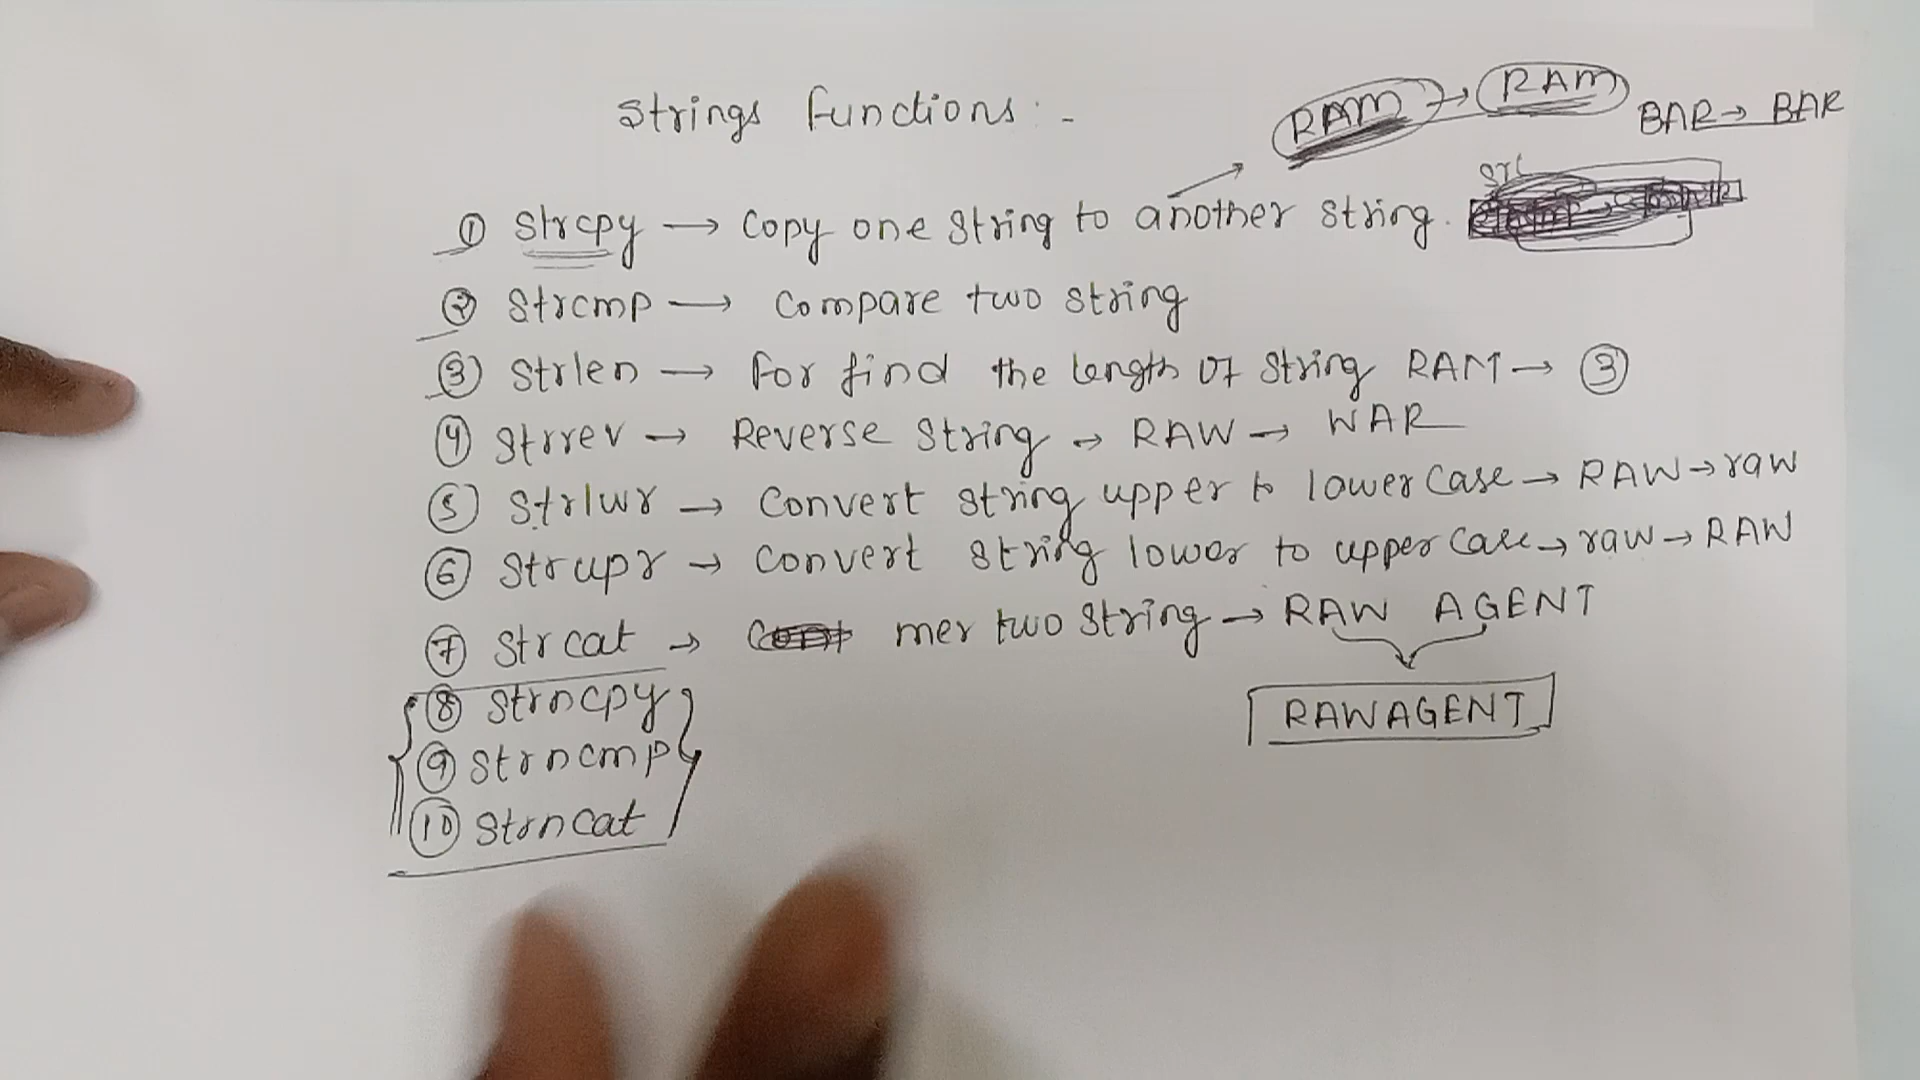 Strings functions :-
RAM → RAM
BAR → BAR
① Strcpy → Copy one String to another string.
② Strcmp → Compare two string
③ Strlen → for find the length of String RAM → ③
④ Strrev → Reverse String → RAW → WAR
⑤ Strlwr → Convert string upper to lower Case → RAW → raw
⑥ Strupr → Convert string lower to upper Case → raw → RAW
⑦ Strcat → mer two String → RAW AGENT
⑧ Strncpy
RAWAGENT
⑨ Strncmp
⑩ Strncat